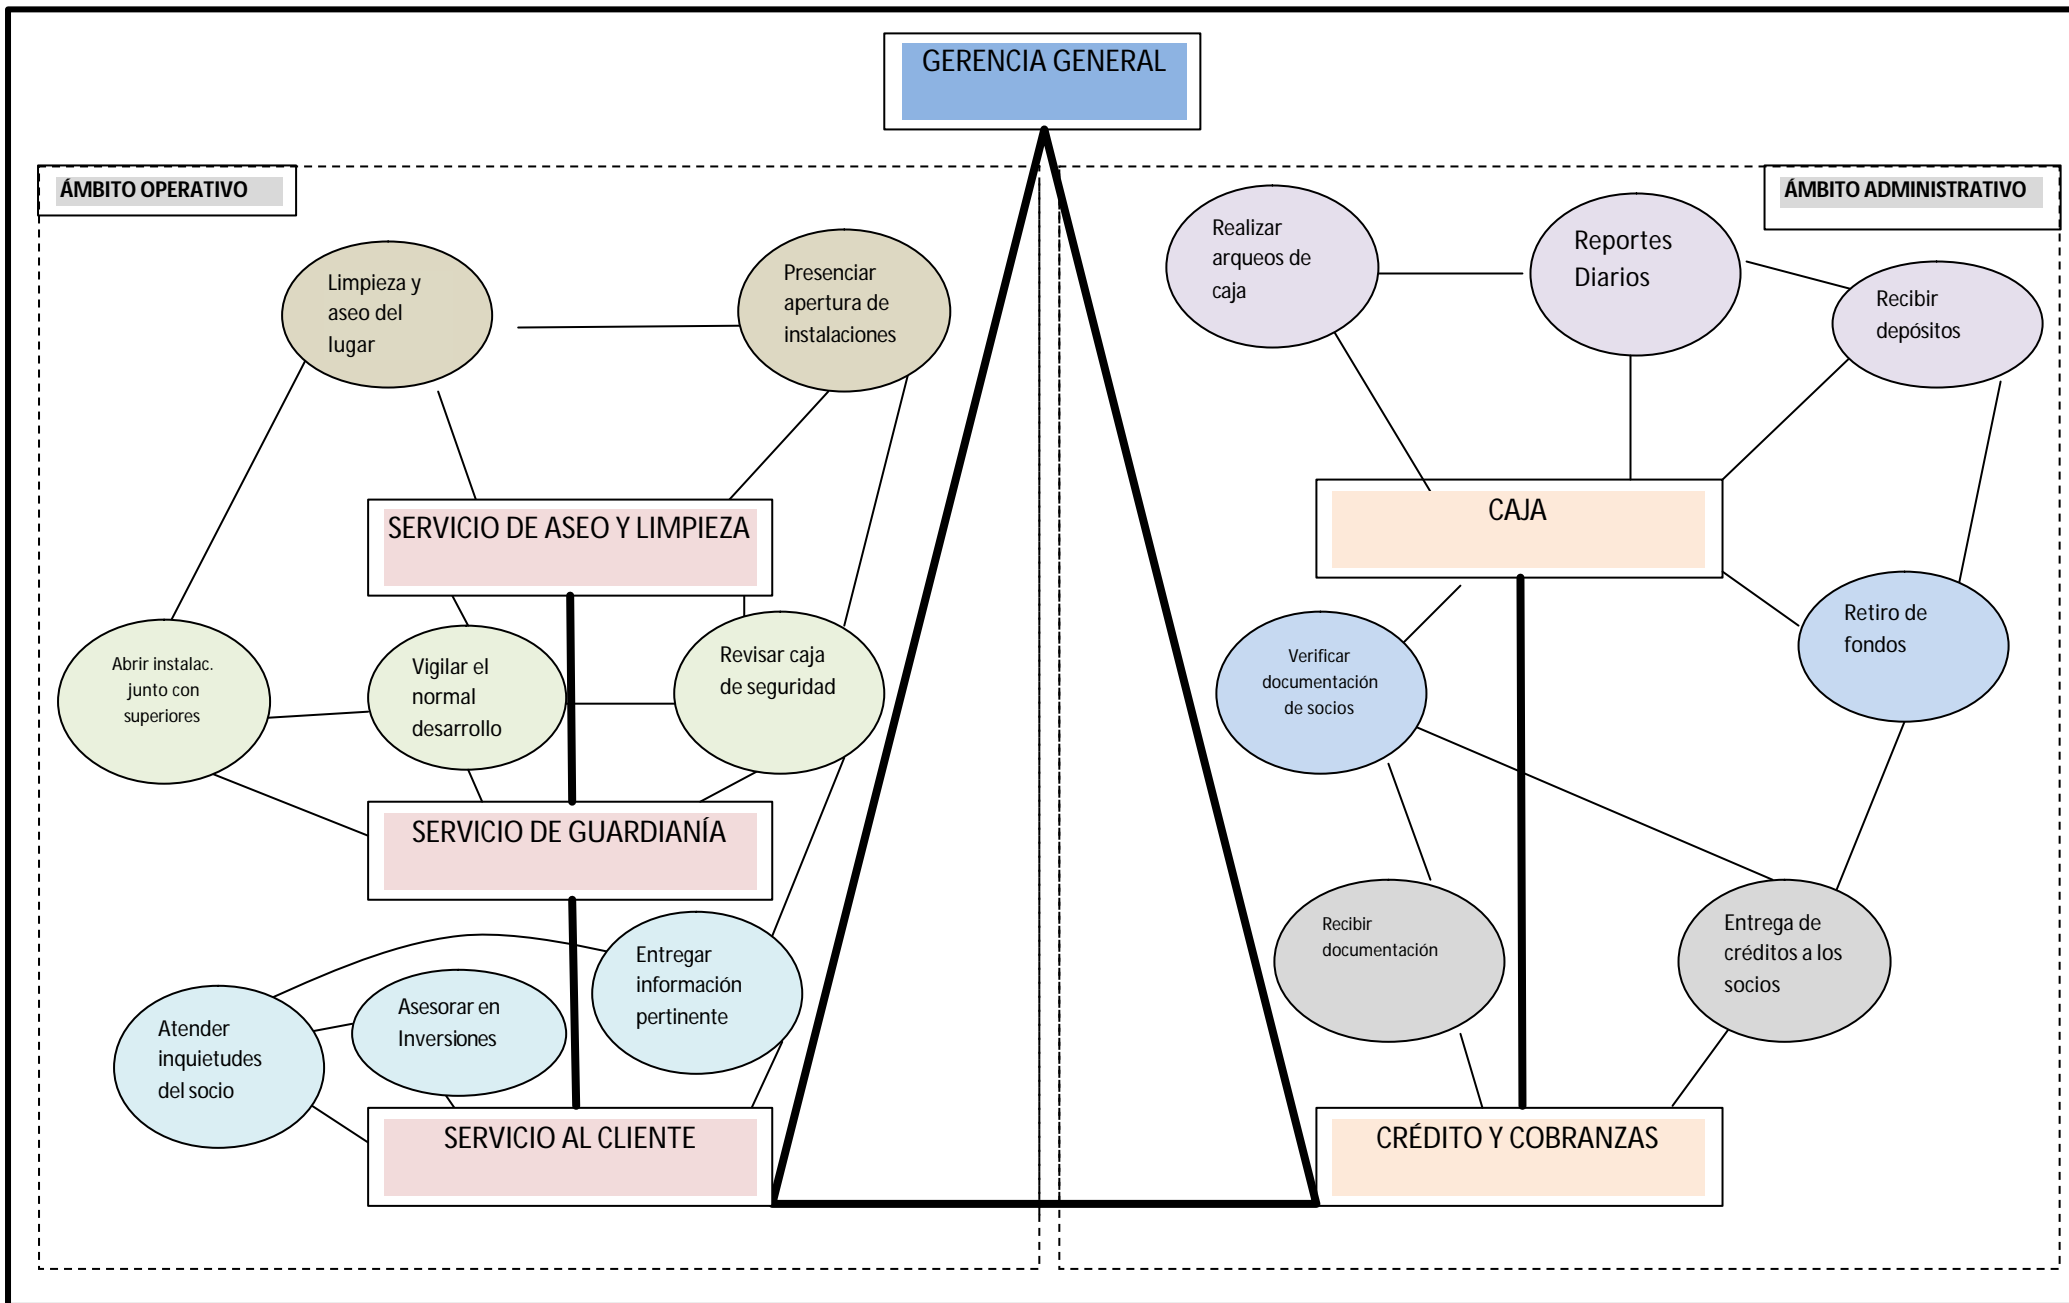 GERENCIA GENERAL
ÁMBITO OPERATIVO
Limpieza y
aseo del
lugar
Presenciar
apertura de
instalaciones
SERVICIO DE ASEO Y LIMPIEZA
Abrir instalac.
junto con
superiores
Vigilar el
normal
desarrollo
Revisar caja
de seguridad
SERVICIO DE GUARDIANÍA
Atender
inquietudes
del socio
Asesorar en
Inversiones
Entregar
información
pertinente
SERVICIO AL CLIENTE
ÁMBITO ADMINISTRATIVO
Realizar
arqueos de
caja
Reportes
Diarios
Recibir
depósitos
CAJA
Verificar
documentación
de socios
Retiro de
fondos
Recibir
documentación
Entrega de
créditos a los
socios
CRÉDITO Y COBRANZAS